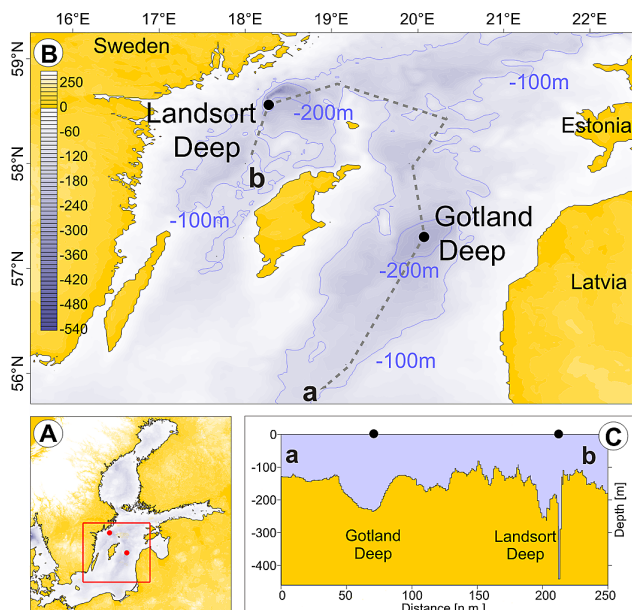 16°E 17°E 18°E 19°E 20°E 21°E 22°E
B
Sweden
59°N
58°N
57°N
56°N
250
0
-60
-120
-180
-240
-300
-360
-420
-480
-540
Landsort
Deep
-200m
-100m
Estonia
b
-100m
Gotland
Deep
-200m
Latvia
-100m
a
A
C
a
b
0
-100
-200
-300
-400
Depth [m]
Gotland
Deep
Landsort
Deep
0 50 100 150 200 250
Distance [n.m.]